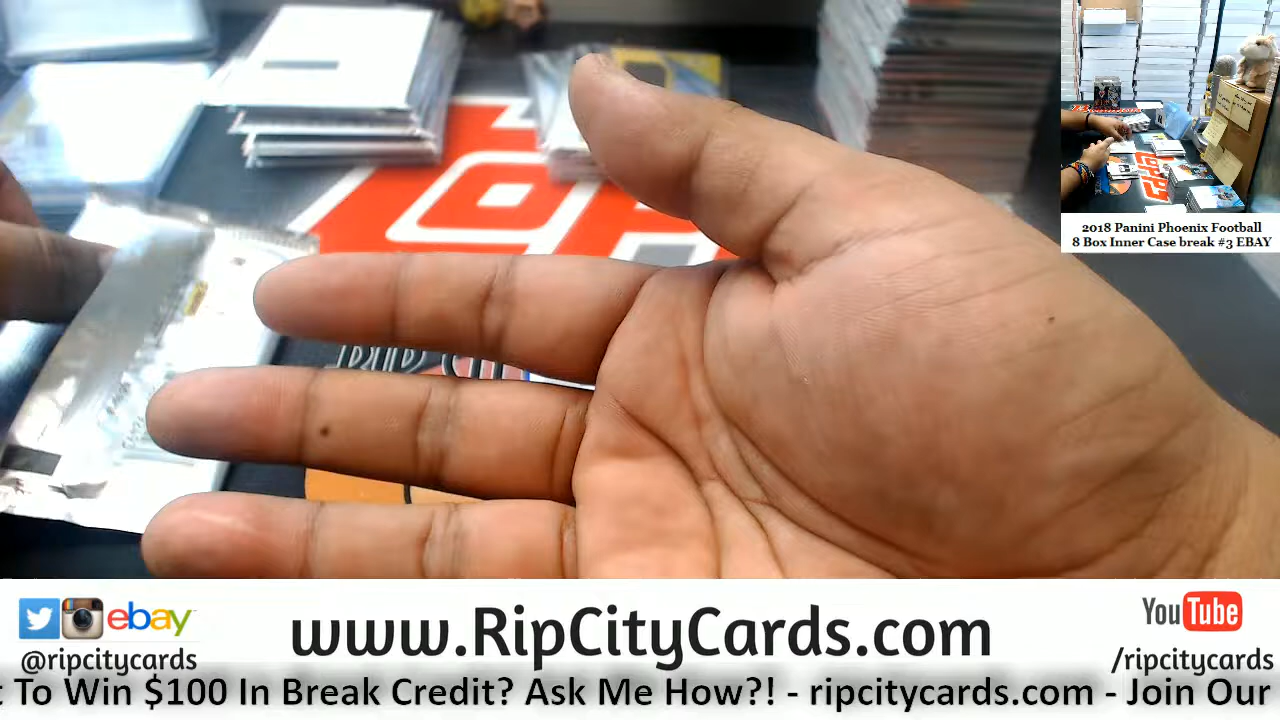 2018 Panini Phoenix Football
8 Box Inner Case break #3 EBAY
ebay
www.RipCityCards.com
YouTube
@ripcitycards
/ripcitycards
To Win $100 In Break Credit? Ask Me How?! - ripcitycards.com - Join Our